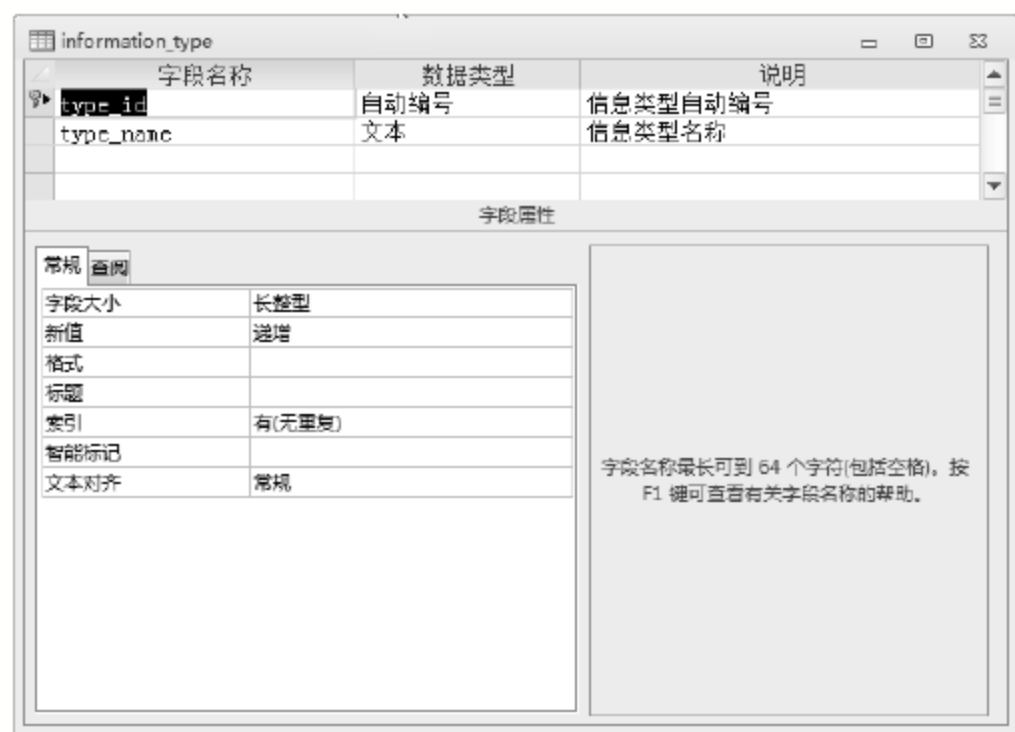 information_type
字段名称 数据类型 说明
type_id 自动编号 信息类型自动编号
type_name 文本 信息类型名称
字段属性
常规 查阅
字段大小 长整型
新值 递增
格式
标题
索引 有(无重复)
智能标记
文本对齐 常规
字段名称最长可到 64 个字符(包括空格)。按
F1 键可查看有关字段名称的帮助。